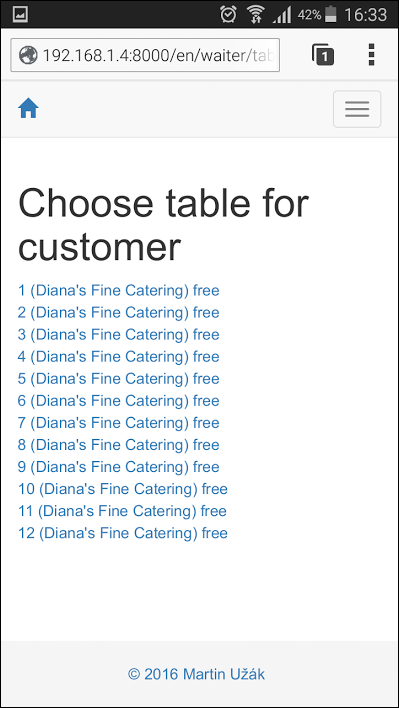 42% 16:33
192.168.1.4:8000/en/waiter/tab
1
Choose table for
customer
1 (Diana's Fine Catering) free
2 (Diana's Fine Catering) free
3 (Diana's Fine Catering) free
4 (Diana's Fine Catering) free
5 (Diana's Fine Catering) free
6 (Diana's Fine Catering) free
7 (Diana's Fine Catering) free
8 (Diana's Fine Catering) free
9 (Diana's Fine Catering) free
10 (Diana's Fine Catering) free
11 (Diana's Fine Catering) free
12 (Diana's Fine Catering) free
© 2016 Martin Užák